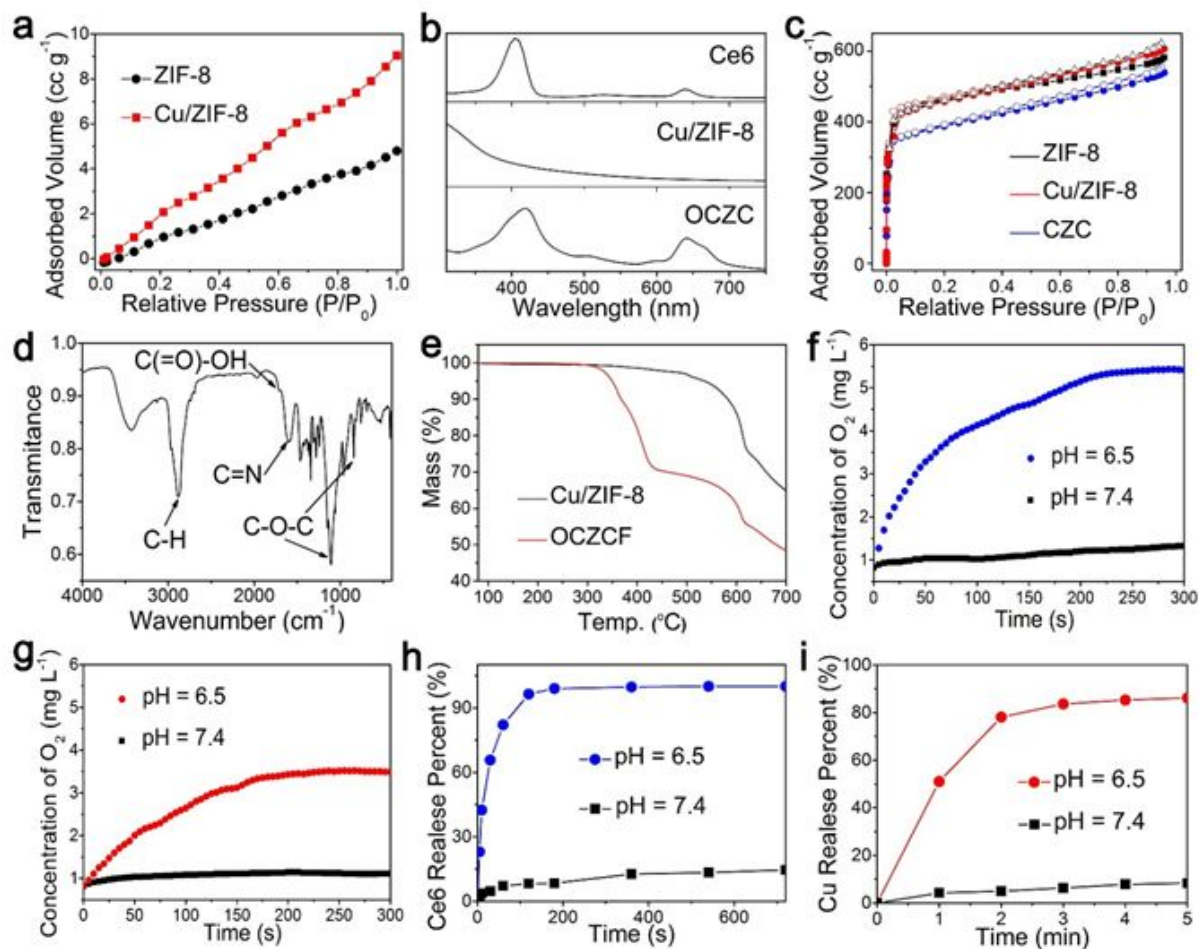 a
Adsorbed Volume (cc g-1)
10
8
6
4
2
0
ZIF-8
Cu/ZIF-8
0.0 0.2 0.4 0.6 0.8 1.0
Relative Pressure (P/P0)
b
Ce6
Cu/ZIF-8
OCZC
400 500 600 700
Wavelength (nm)
c
Adsorbed Volume (cc g-1)
600
400
200
0
ZIF-8
Cu/ZIF-8
CZC
0.0 0.2 0.4 0.6 0.8 1.0
Relative Pressure (P/P0)
d
Transmitance
1.0
0.9
0.8
0.7
0.6
C(=O)-OH
C=N
C-O-C
C-H
4000 3000 2000 1000
Wavenumber (cm-1)
e
Mass (%)
100
90
80
70
60
50
40
Cu/ZIF-8
OCZCF
100 200 300 400 500 600 700
Temp. (°C)
f
Concentration of O2 (mg L-1)
6
5
4
3
2
1
pH = 6.5
pH = 7.4
0 50 100 150 200 250 300
Time (s)
g
Concentration of O2 (mg L-1)
6
5
4
3
2
1
pH = 6.5
pH = 7.4
0 50 100 150 200 250 300
Time (s)
h
Ce6 Realese Percent (%)
90
60
30
0
pH = 6.5
pH = 7.4
0 200 400 600
Time (s)
i
Cu Realese Percent (%)
100
80
60
40
20
0
pH = 6.5
pH = 7.4
0 1 2 3 4 5
Time (min)